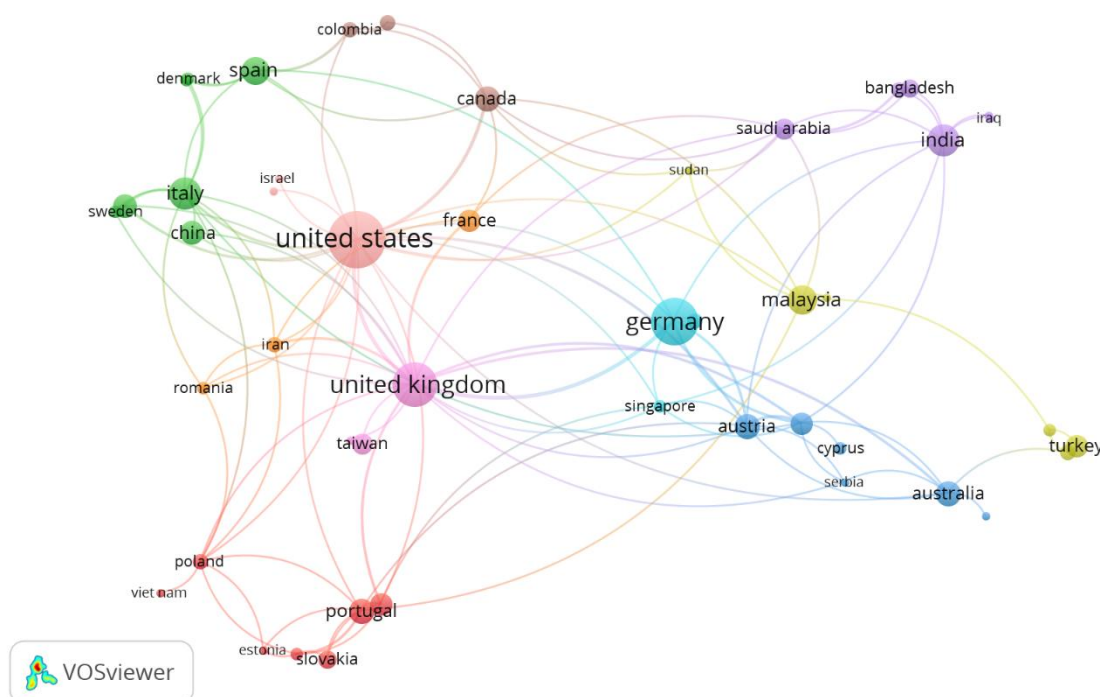 colombia
spain
denmark
canada
bangladesh
saudi arabia
iraq
india
sudan
israel
italy
sweden
china
france
united states
malaysia
germany
iran
united kingdom
romania
singapore
austria
taiwan
cyprus
turkey
serbia
australia
poland
viet nam
portugal
estonia
slovakia
VOSviewer